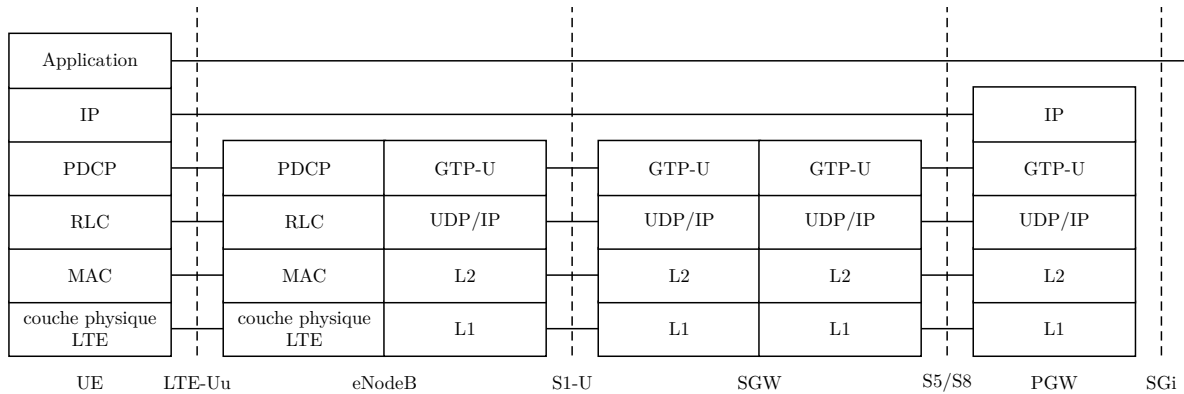 Application
IP
IP
PDCP
PDCP
GTP-U
GTP-U
GTP-U
GTP-U
RLC
RLC
UDP/IP
UDP/IP
UDP/IP
UDP/IP
MAC
MAC
L2
L2
L2
L2
couche physique
LTE
couche physique
LTE
L1
L1
L1
L1
UE
LTE-Uu
eNodeB
S1-U
SGW
S5/S8
PGW
SGi